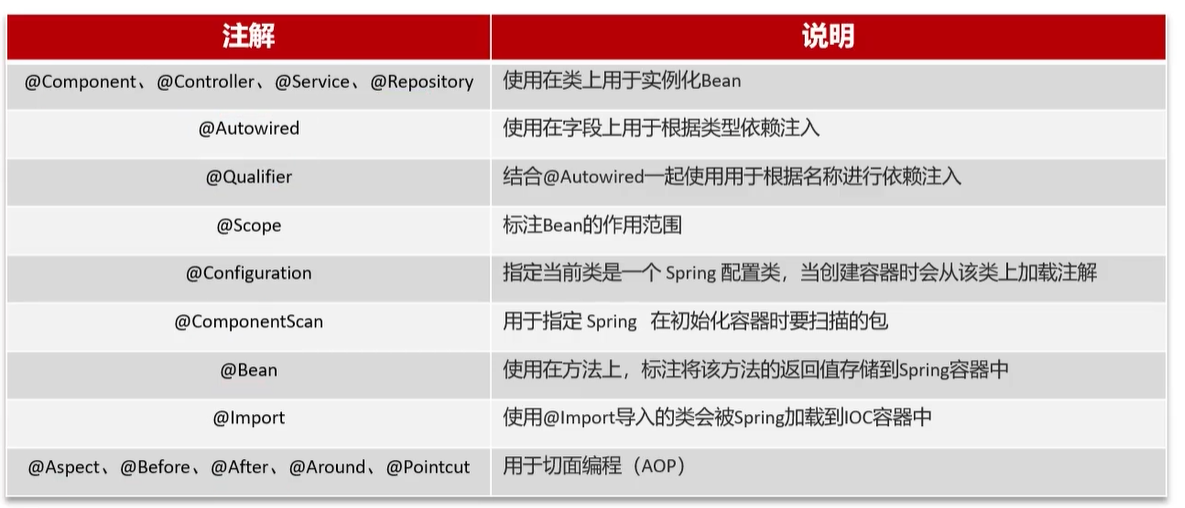 注解 说明
@Component、@Controller、@Service、@Repository 使用在类上用于实例化Bean
@Autowired 使用在字段上用于根据类型依赖注入
@Qualifier 结合@Autowired一起使用用于根据名称进行依赖注入
@Scope 标注Bean的作用范围
@Configuration 指定当前类是一个 Spring 配置类，当创建容器时会从该类上加载注解
@ComponentScan 用于指定 Spring 在初始化容器时要扫描的包
@Bean 使用在方法上，标注将该方法的返回值存储到Spring容器中
@Import 使用@Import导入的类会被Spring加载到IOC容器中
@Aspect、@Before、@After、@Around、@Pointcut 用于切面编程（AOP）